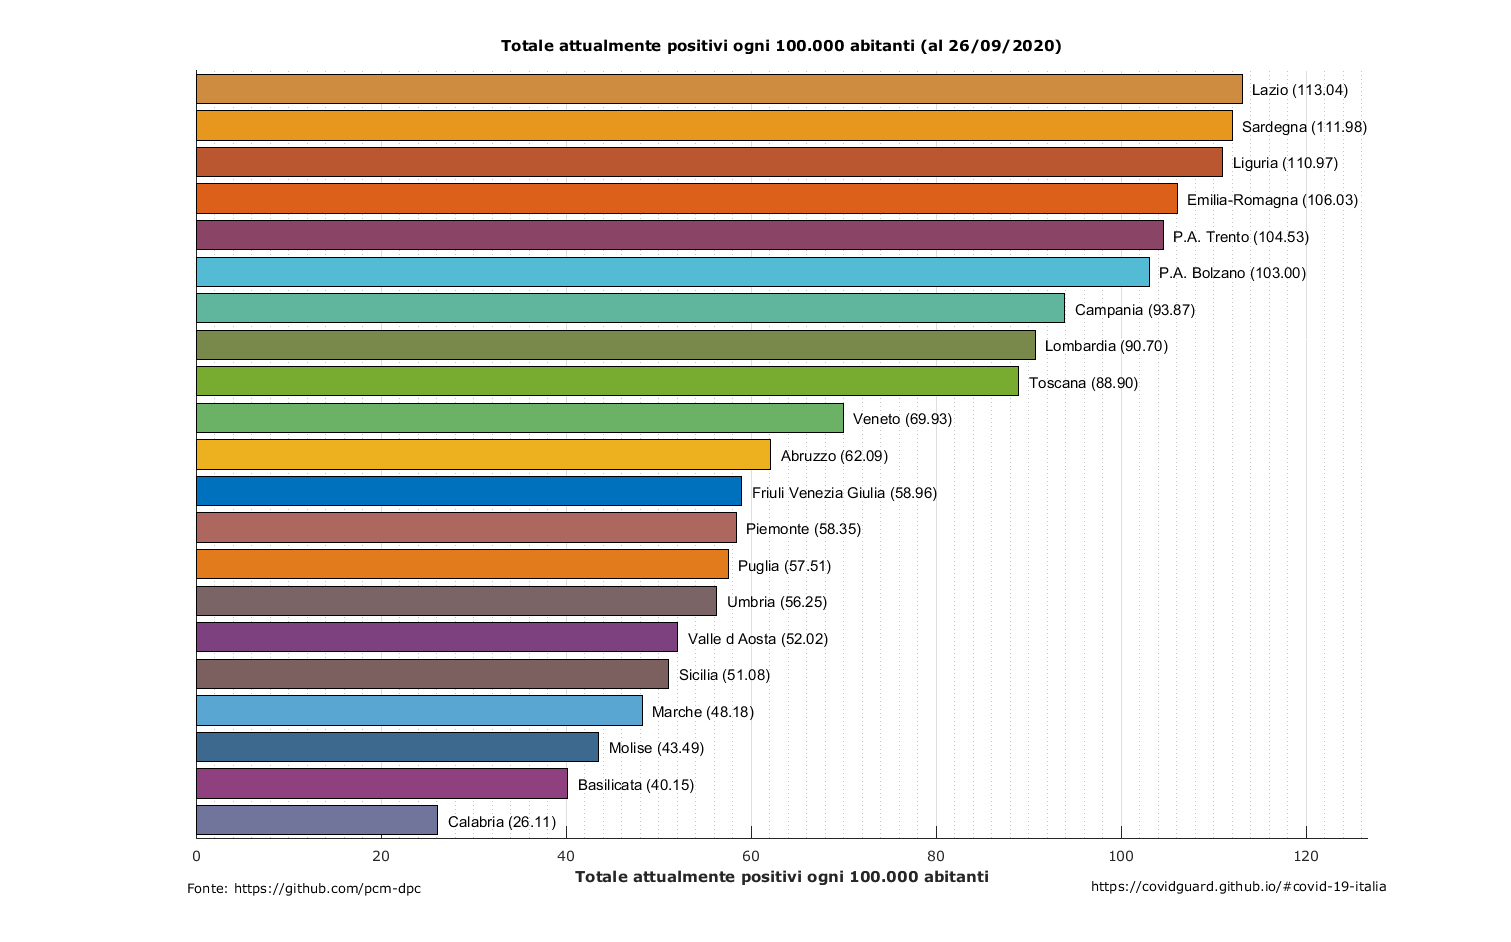 Totale attualmente positivi ogni 100.000 abitanti (al 26/09/2020)
Lazio (113.04)
Sardegna (111.98)
Liguria (110.97)
Emilia-Romagna (106.03)
P.A. Trento (104.53)
P.A. Bolzano (103.00)
Campania (93.87)
Lombardia (90.70)
Toscana (88.90)
Veneto (69.93)
Abruzzo (62.09)
Friuli Venezia Giulia (58.96)
Piemonte (58.35)
Puglia (57.51)
Umbria (56.25)
Valle d Aosta (52.02)
Sicilia (51.08)
Marche (48.18)
Molise (43.49)
Basilicata (40.15)
Calabria (26.11)
0 20 40 60 80 100 120
Totale attualmente positivi ogni 100.000 abitanti
Fonte: https://github.com/pcm-dpc
https://covidguard.github.io/#covid-19-italia